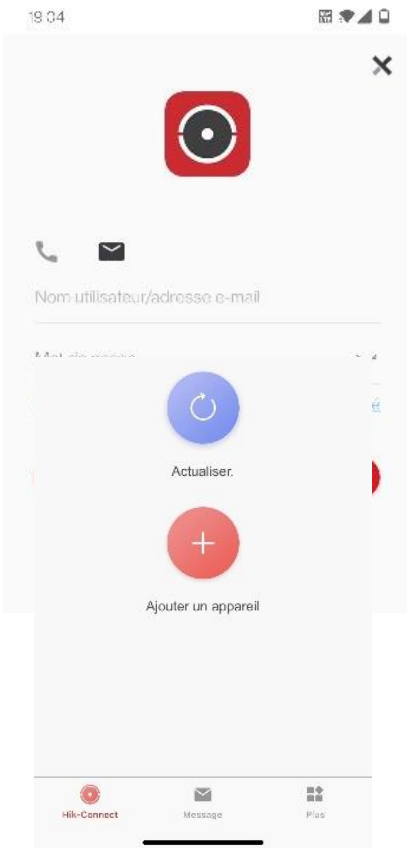 19:04
Nom utilisateur/adresse e-mail
Actualiser.
Ajouter un appareil
Hik-Connect
Message
Plus